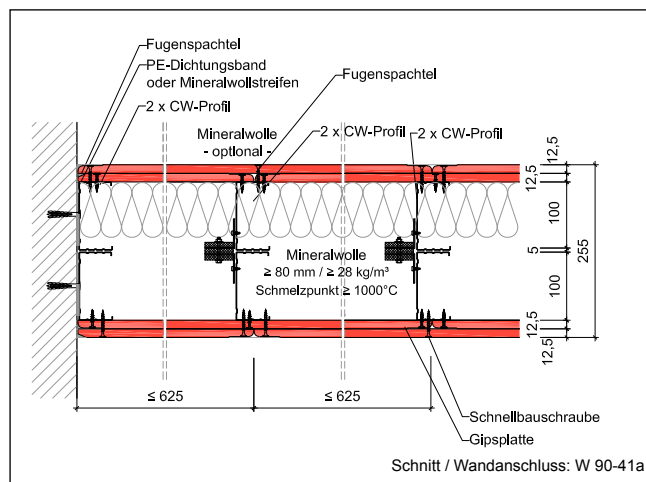 Fugenspachtel
PE-Dichtungsband
oder Mineralwollstreifen
2 x CW-Profil
Mineralwolle
- optional -
Fugenspachtel
2 x CW-Profil
2 x CW-Profil
12,5
12,5
100
5
100
12,5
12,5
255
Mineralwolle
≥ 80 mm / ≥ 28 kg/m³
Schmelzpunkt ≥ 1000°C
≤ 625
≤ 625
Schnellbauschraube
Gipsplatte
Schnitt / Wandanschluss: W 90-41a